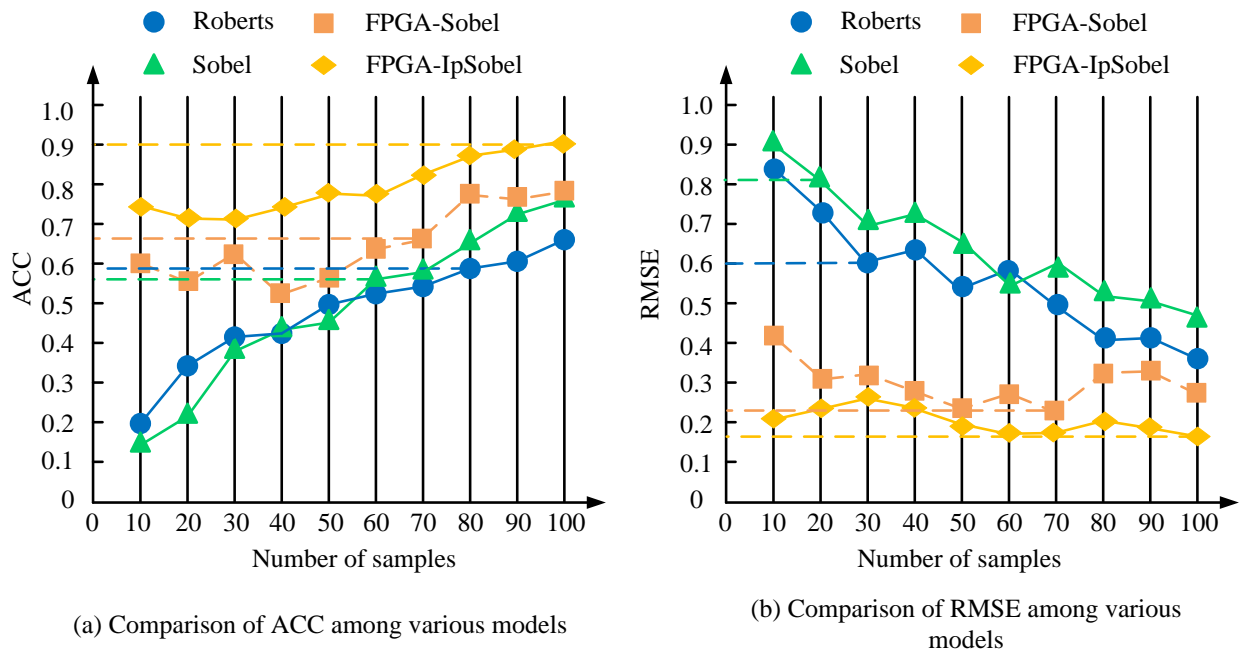 Roberts
FPGA-Sobel
Sobel
FPGA-IpSobel
1.0
0.9
0.8
0.7
0.6
0.5
0.4
0.3
0.2
0.1
0
ACC
0 10 20 30 40 50 60 70 80 90 100
Number of samples
(a) Comparison of ACC among various models
Roberts
FPGA-Sobel
Sobel
FPGA-IpSobel
1.0
0.9
0.8
0.7
0.6
0.5
0.4
0.3
0.2
0.1
0
RMSE
0 10 20 30 40 50 60 70 80 90 100
Number of samples
(b) Comparison of RMSE among various
models